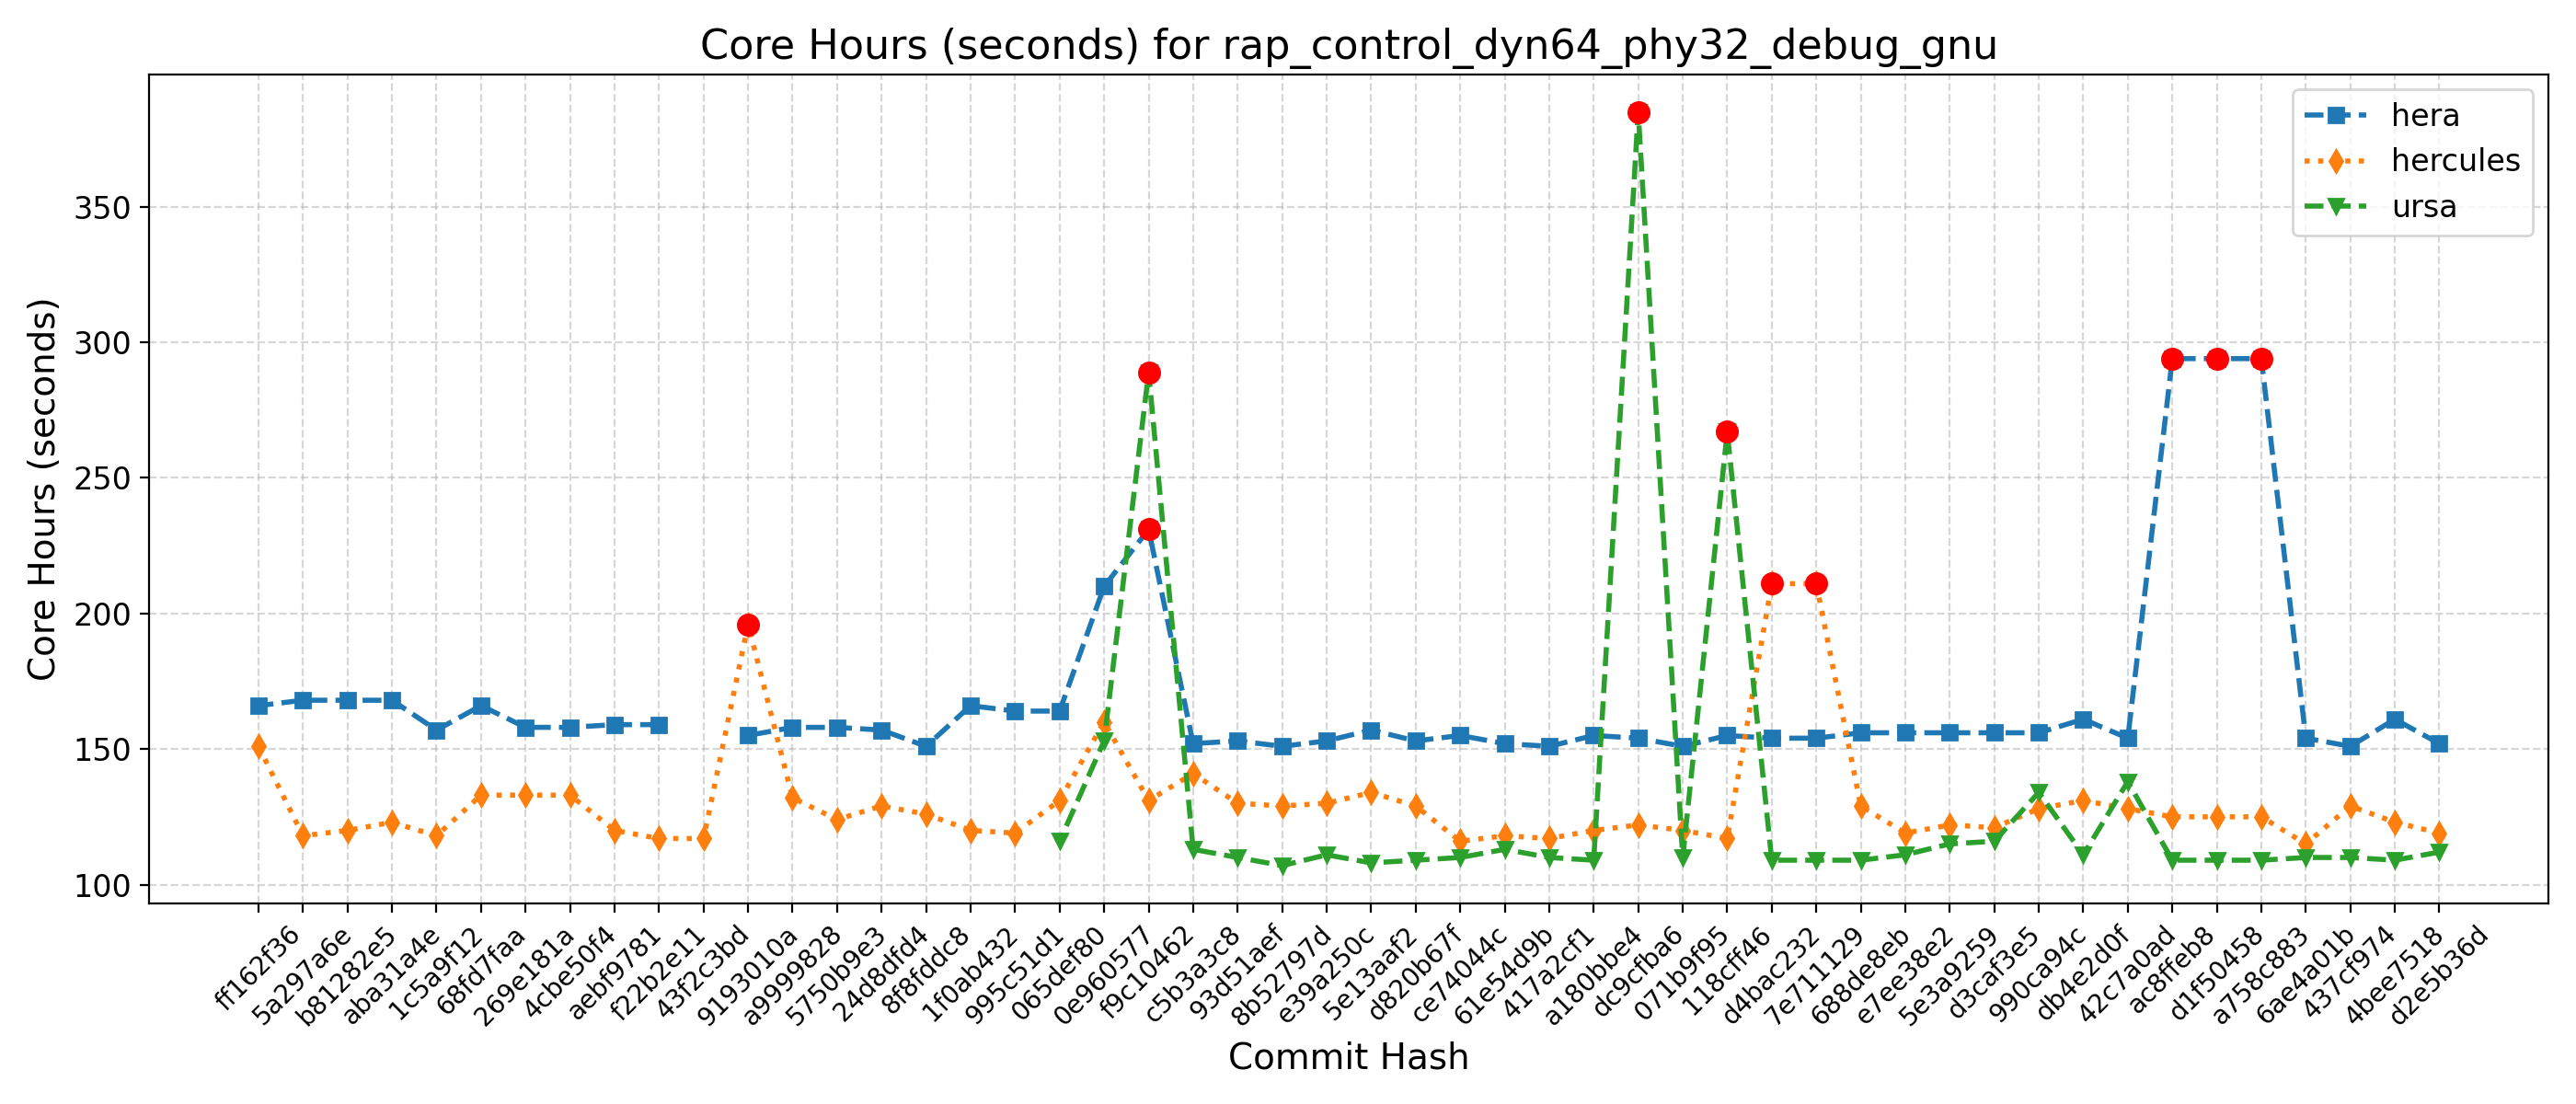 Core Hours (seconds) for rap_control_dyn64_phy32_debug_gnu
hera
hercules
ursa
Core Hours (seconds)
350
300
250
200
150
100
ff162f36
5a297a6e
b81282e5
aba31a4e
1c5a9f12
68fd7faa
269e181a
4cbe50f4
aebf9781
f22b2e11
43f2c3bd
9193010a
a9999828
5750b9e3
24d8dfd4
8f8fddc8
1f0ab432
995c51d1
065def80
0e960577
f9c10462
c5b3a3c8
93d51aef
8b52797d
e39a250c
5e13aaf2
d820b67f
ce74044c
61e54d9b
417a2cf1
a180bbe4
dc9cfba6
071b9f95
118cff46
d4bac232
7e711129
688de8eb
e7ee38e2
5e3a9259
d3caf3e5
990ca94c
db4e2d0f
42c7a0ad
ac8ffeb8
d1f50458
a758c883
6ae4a01b
437cf974
4bee7518
d2e5b36d
Commit Hash